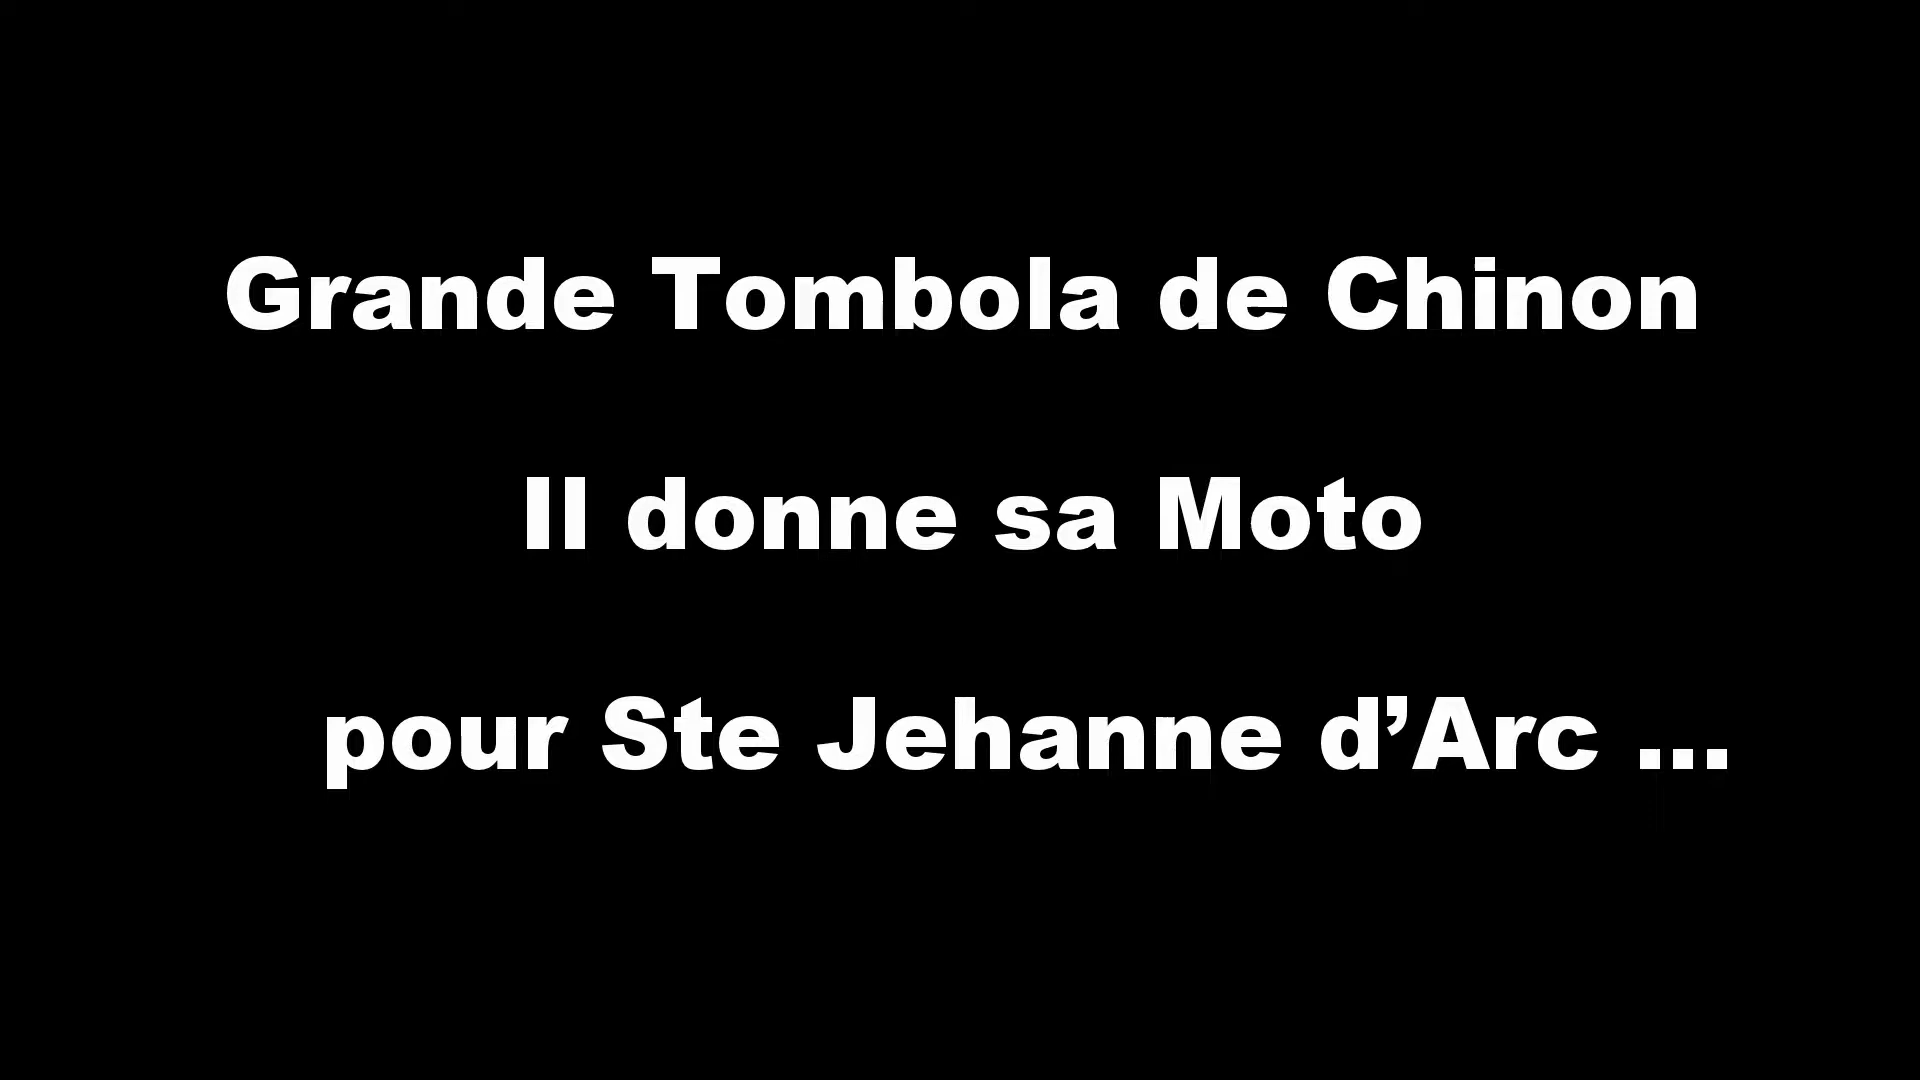 Grande Tombola de Chinon
Il donne sa Moto
pour Ste Jehanne d’Arc ...